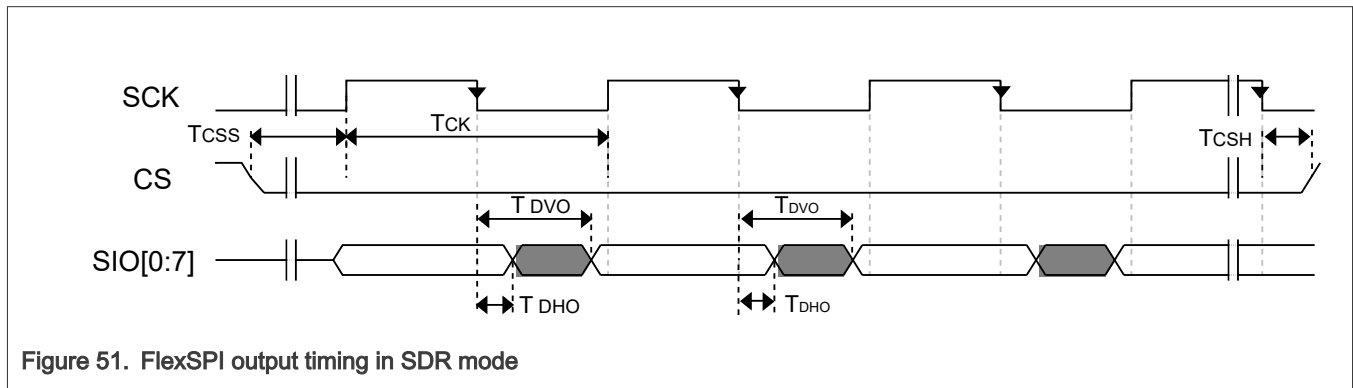 SCK
TCSS
TCK
TCSH
CS
T DVO
TDVO
SIO[0:7]
T DHO
TDHO
Figure 51. FlexSPI output timing in SDR mode